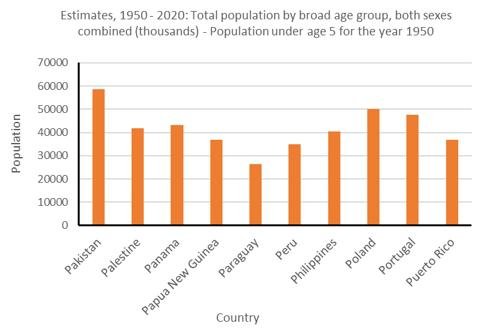 Estimates, 1950 - 2020: Total population by broad age group, both sexes
combined (thousands) - Population under age 5 for the year 1950
70000
60000
50000
40000
30000
20000
10000
0
Population
Pakistan
Palestine
Panama
Papua New Guinea
Paraguay
Peru
Philippines
Poland
Portugal
Puerto Rico
Country